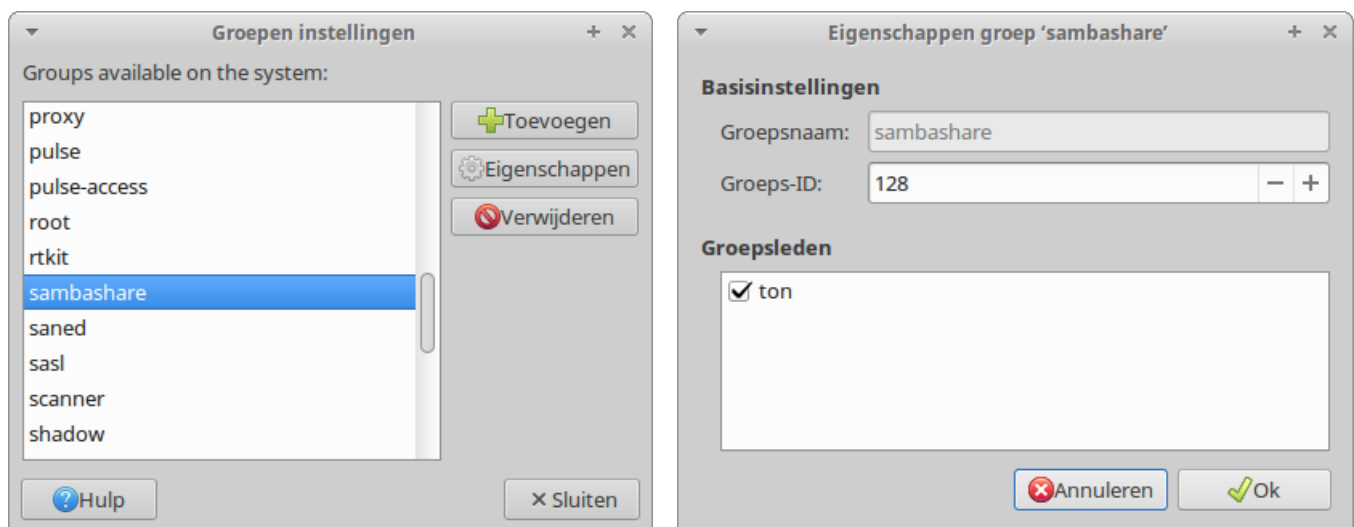 Groepen instellingen
Groups available on the system:
proxy
pulse
pulse-access
root
rtkit
sambashare
saned
sasl
scanner
shadow
Toevoegen
Eigenschappen
Verwijderen
Hulp
Sluiten
Eigenschappen groep ‘sambashare’
Basisinstellingen
Groepsnaam: sambashare
Groeps-ID: 128
Groepsleden
ton
Annuleren
Ok